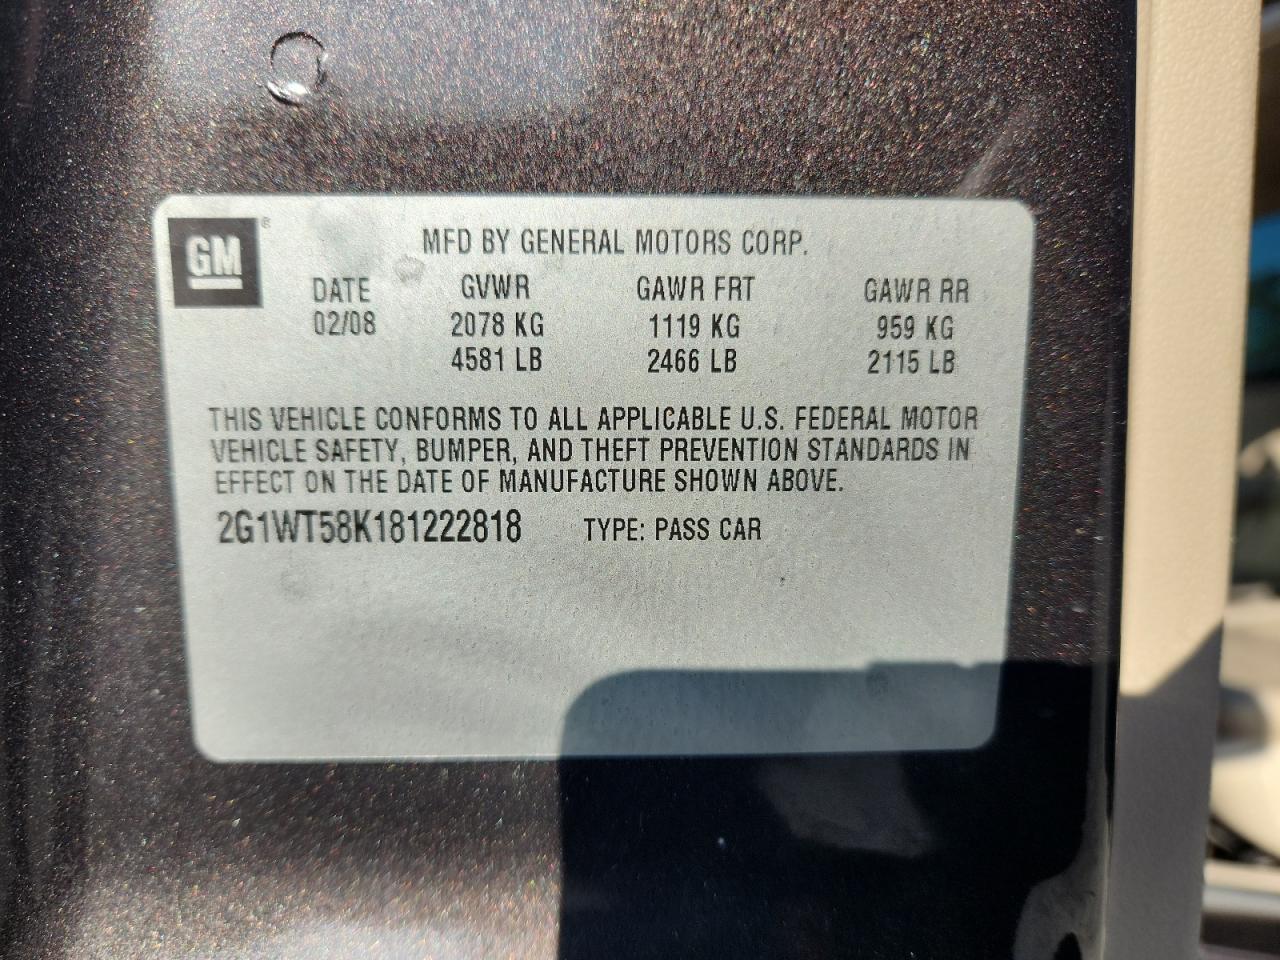 GM ®
MFD BY GENERAL MOTORS CORP.
DATE GVWR GAWR FRT GAWR RR
02/08 2078 KG 1119 KG 959 KG
4581 LB 2466 LB 2115 LB
THIS VEHICLE CONFORMS TO ALL APPLICABLE U.S. FEDERAL MOTOR
VEHICLE SAFETY, BUMPER, AND THEFT PREVENTION STANDARDS IN
EFFECT ON THE DATE OF MANUFACTURE SHOWN ABOVE.
2G1WT58K181222818 TYPE: PASS CAR